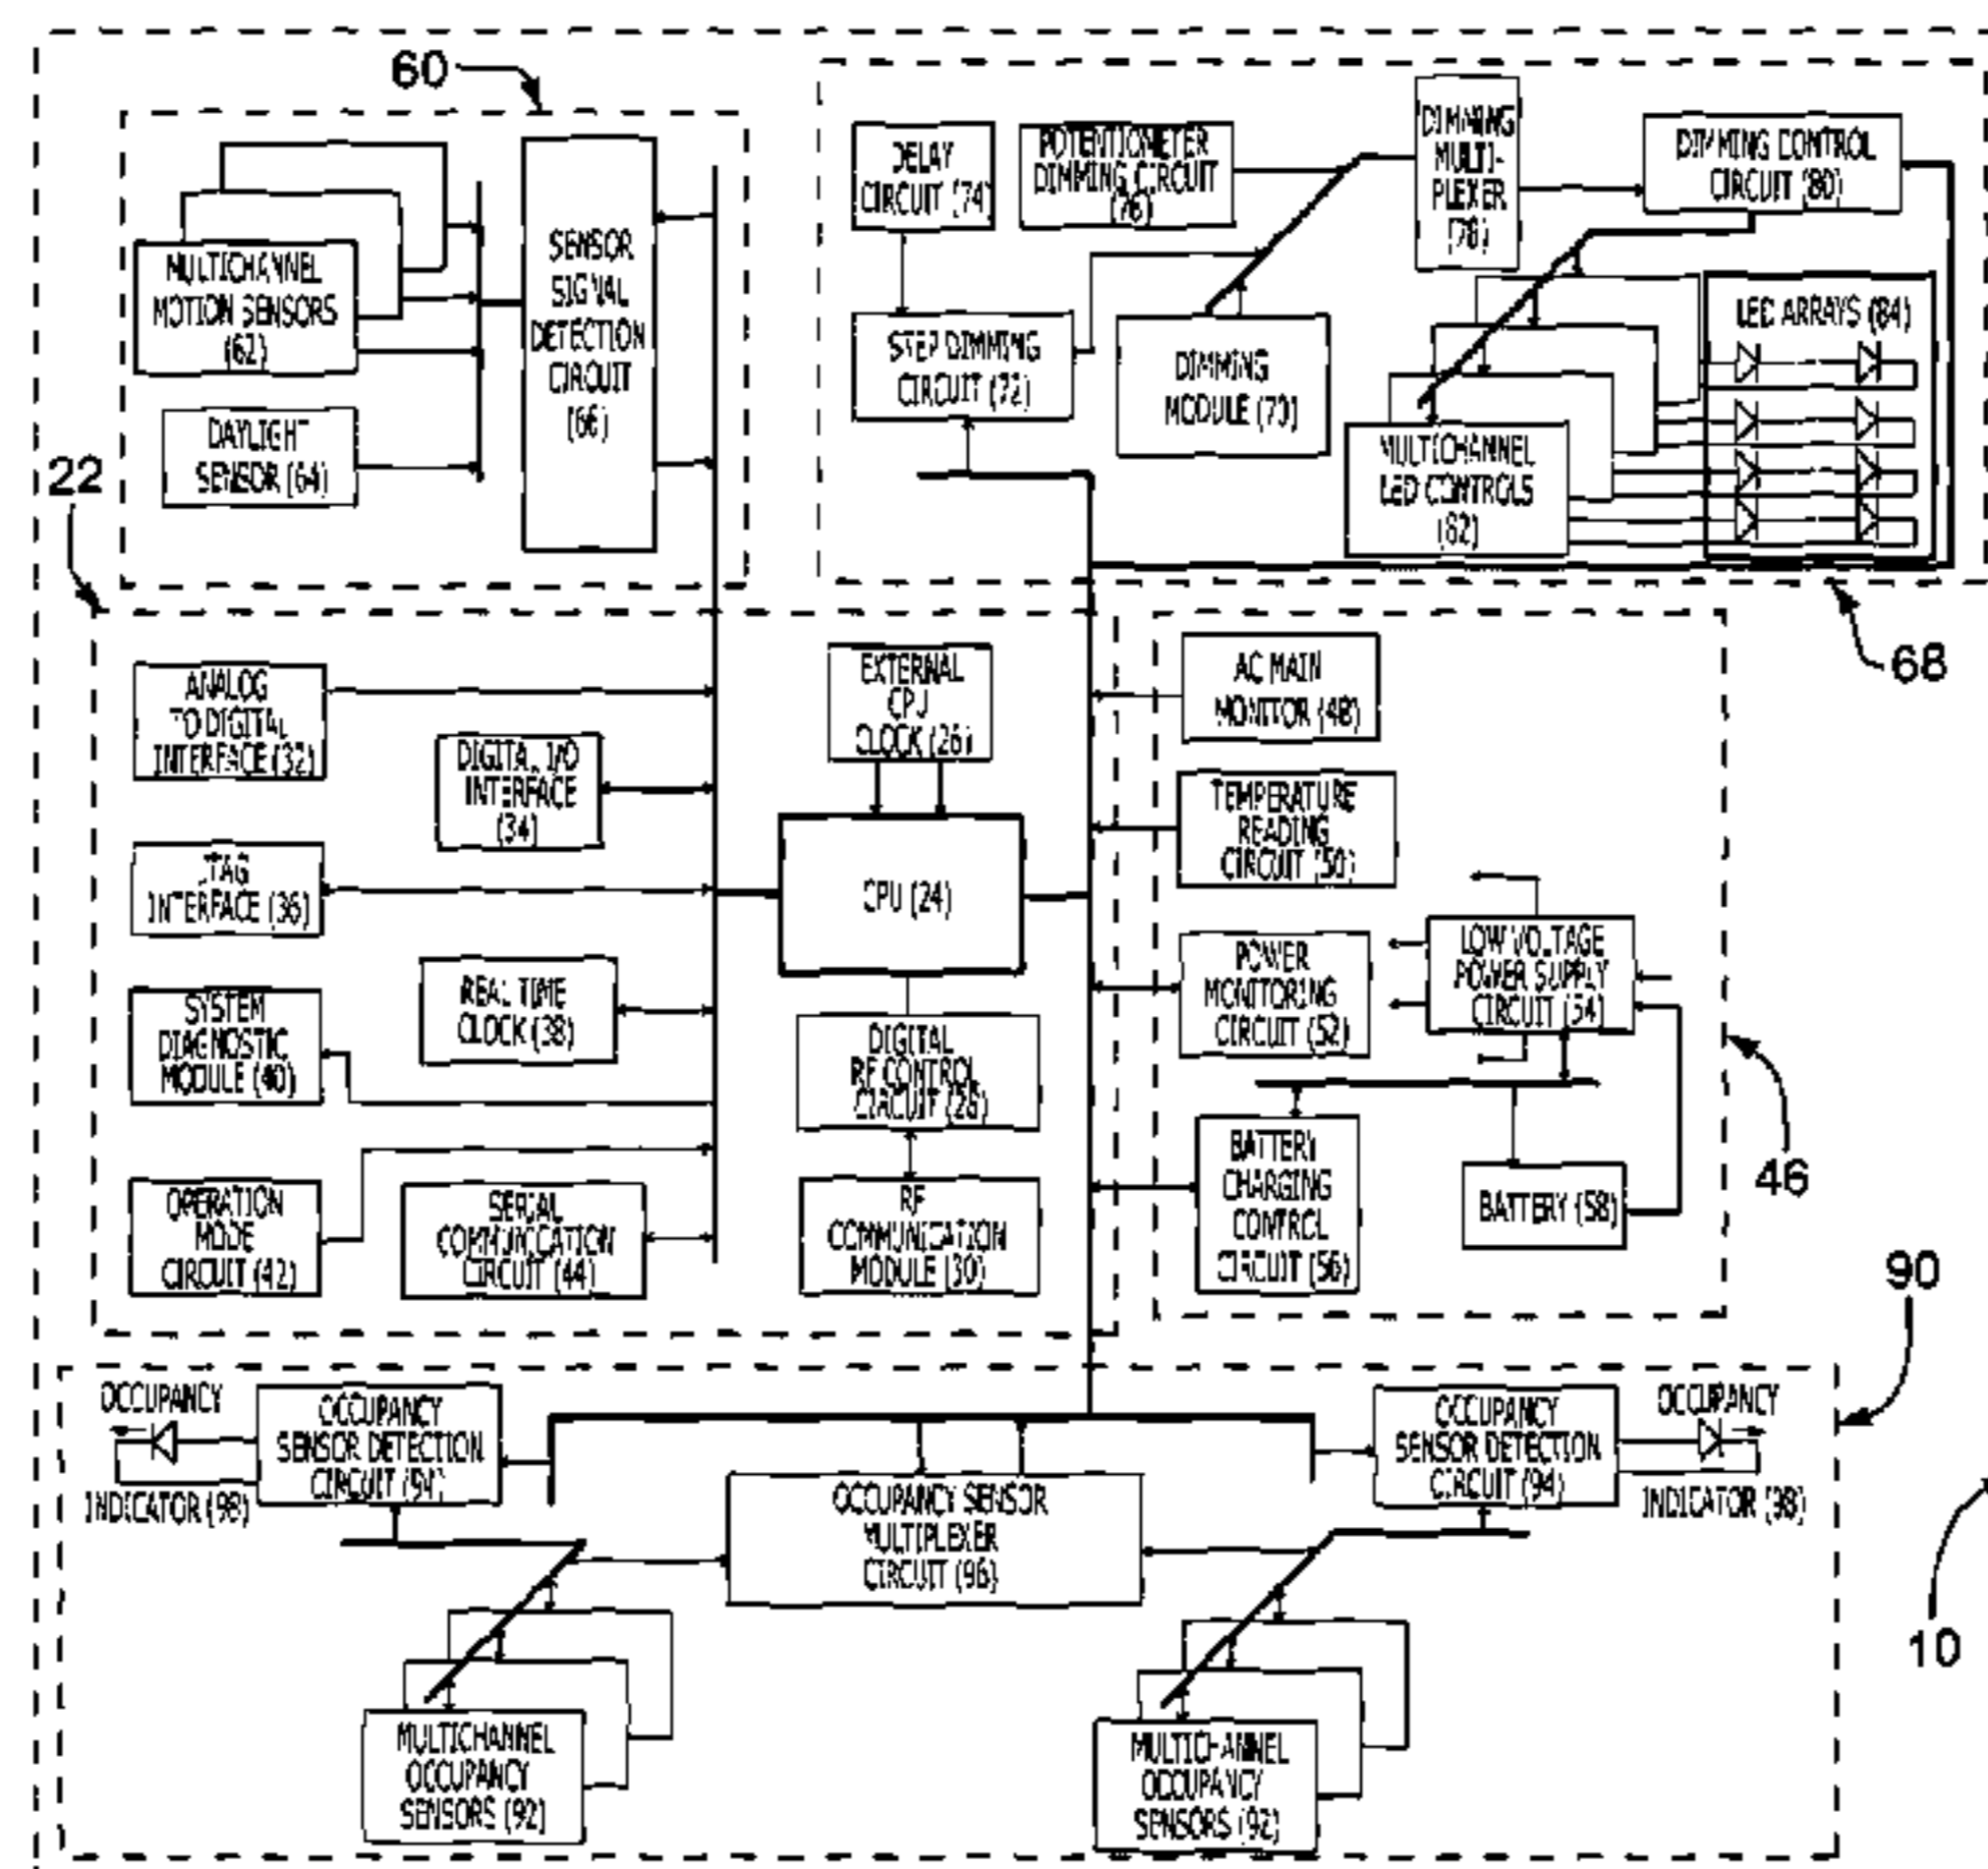 60
DELAY
CIRCUIT (74)
POTENTIOMETER
DIMMING CIRCUIT
(76)
DIMMING
MULTI-
PLEXER
(78)
DIMMING CONTROL
CIRCUIT (80)
MULTICHANNEL
MOTION SENSORS
(62)
SENSOR
SIGNAL
DETECTION
CIRCUIT
(66)
DAYLIGHT
SENSOR (64)
STEP DIMMING
CIRCUIT (72)
DIMMING
MODULE (70)
LED ARRAYS (84)
MULTICHANNEL
LED CONTROLS
(82)
22
68
ANALOG
TO DIGITAL
INTERFACE (32)
DIGITAL I/O
INTERFACE
(34)
EXTERNAL
CPU
CLOCK (26)
AC MAIN
MONITOR (48)
TEMPERATURE
READING
CIRCUIT (50)
JTAG
INTERFACE (36)
CPU (24)
POWER
MONITORING
CIRCUIT (52)
LOW VOLTAGE
POWER SUPPLY
CIRCUIT (54)
SYSTEM
DIAGNOSTIC
MODULE (40)
REAL TIME
CLOCK (38)
DIGITAL
RF CONTROL
CIRCUIT (28)
46
OPERATION
MODE
CIRCUIT (42)
SERIAL
COMMUNICATION
CIRCUIT (44)
RF
COMMUNICATION
MODULE (30)
BATTERY
CHARGING
CONTROL
CIRCUIT (56)
BATTERY (58)
90
OCCUPANCY
INDICATOR (98)
OCCUPANCY
SENSOR DETECTION
CIRCUIT (94)
OCCUPANCY SENSOR
MULTIPLEXER
CIRCUIT (96)
OCCUPANCY
SENSOR DETECTION
CIRCUIT (94)
OCCUPANCY
INDICATOR (98)
10
MULTICHANNEL
OCCUPANCY
SENSORS (92)
MULTICHANNEL
OCCUPANCY
SENSORS (92)